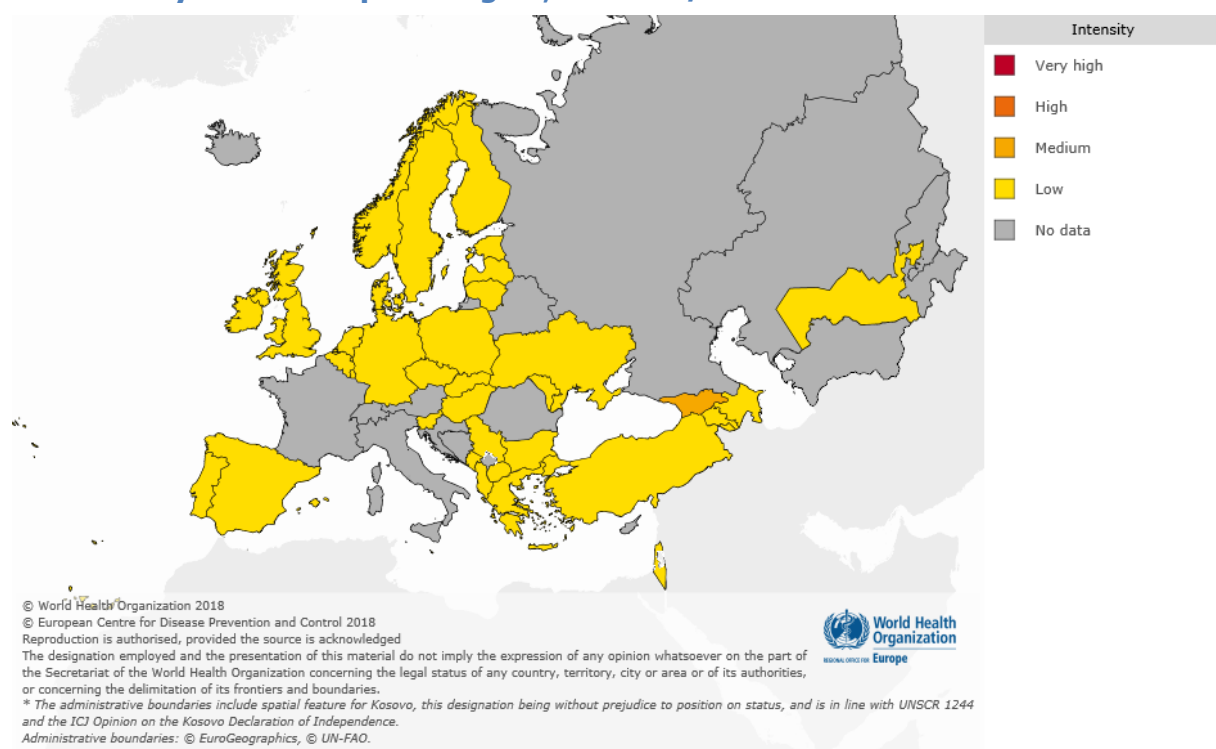 Intensity
Very high
High
Medium
Low
No data
© World Health Organization 2018
© European Centre for Disease Prevention and Control 2018
Reproduction is authorised, provided the source is acknowledged
The designation employed and the presentation of this material do not imply the expression of any opinion whatsoever on the part of
the Secretariat of the World Health Organization concerning the legal status of any country, territory, city or area or of its authorities,
or concerning the delimitation of its frontiers and boundaries.
* The administrative boundaries include spatial feature for Kosovo, this designation being without prejudice to position on status, and is in line with UNSCR 1244
and the ICJ Opinion on the Kosovo Declaration of Independence.
Administrative boundaries: © EuroGeographics, © UN-FAO.
World Health
Organization
REGIONAL OFFICE FOR Europe